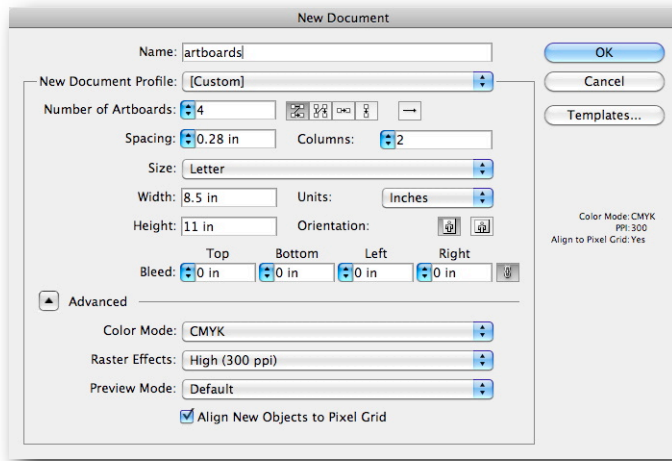 New Document
Name: artboards
OK
New Document Profile: [Custom]
Cancel
Number of Artboards: 4
Templates...
Spacing: 0.28 in Columns: 2
Size: Letter
Width: 8.5 in Units: Inches
Height: 11 in Orientation:
Color Mode: CMYK
PPI: 300
Align to Pixel Grid: Yes
Top Bottom Left Right
Bleed: 0 in 0 in 0 in 0 in
Advanced
Color Mode: CMYK
Raster Effects: High (300 ppi)
Preview Mode: Default
Align New Objects to Pixel Grid